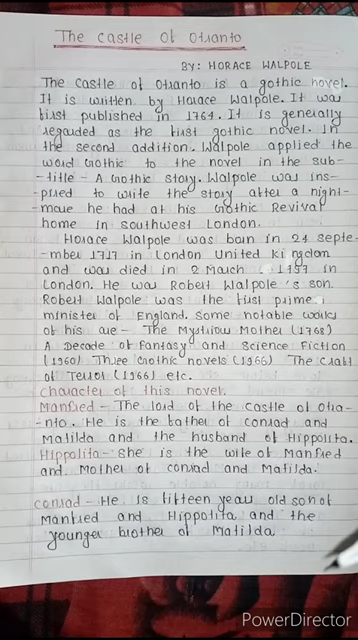 The Castle Of Otranto
BY: HORACE WALPOLE
The Castle of Otranto is a gothic novel.
It is written by Horace Walpole. It was
first published in 1764. It is generally
regarded as the first gothic novel. In
the second addition. Walpole applied the
word Gothic to the novel in the sub-
-title - A Gothic Story. Walpole was ins-
-pired to write the story after a night-
-mare he had at his Gothic Revival
home in southwest London.
Horace Walpole was born in 24 Septe-
-mber 1717 in London United kingdom
and was died in 2 March 1797 in
London. He was Robert Walpole's son.
Robert Walpole was the first prime
minister of England. Some notable works
of his are - The Mystriou Mother (1768)
A Decade of Fantasy and Science Fiction
(1960) Three Gothic novels (1966) The Craft
of Terror (1966) etc.
character of this novel.
Manfred - The lord of the castle of Otra-
-nto. He is the father of conrad and
Matilda and the husband of Hippolita.
Hippolita - She is the wife of Manfred
and Mother of conrad and Matilda.
conrad - He is fifteen year old son of
Manfred and Hippolita and the
younger brother of Matilda
PowerDirector